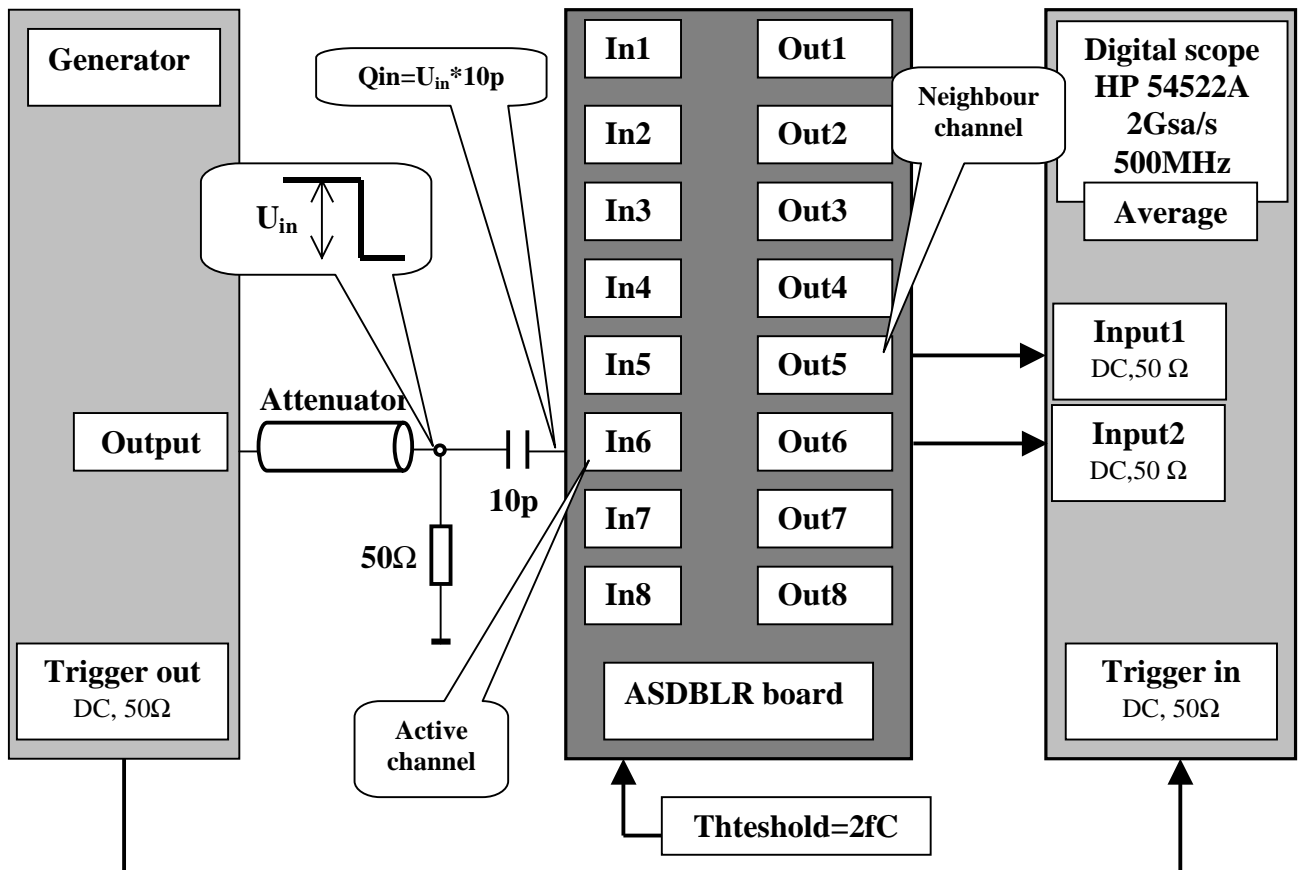 Generator
Qin=Uin*10p
Uin
Attenuator
Output
10p
50Ω
Trigger out
DC, 50Ω
Active
channel
In1
In2
In3
In4
In5
In6
In7
In8
Out1
Out2
Out3
Out4
Out5
Out6
Out7
Out8
ASDBLR board
Thteshold=2fC
Neighbour
channel
Digital scope
HP 54522A
2Gsa/s
500MHz
Average
Input1
DC,50 Ω
Input2
DC,50 Ω
Trigger in
DC, 50Ω